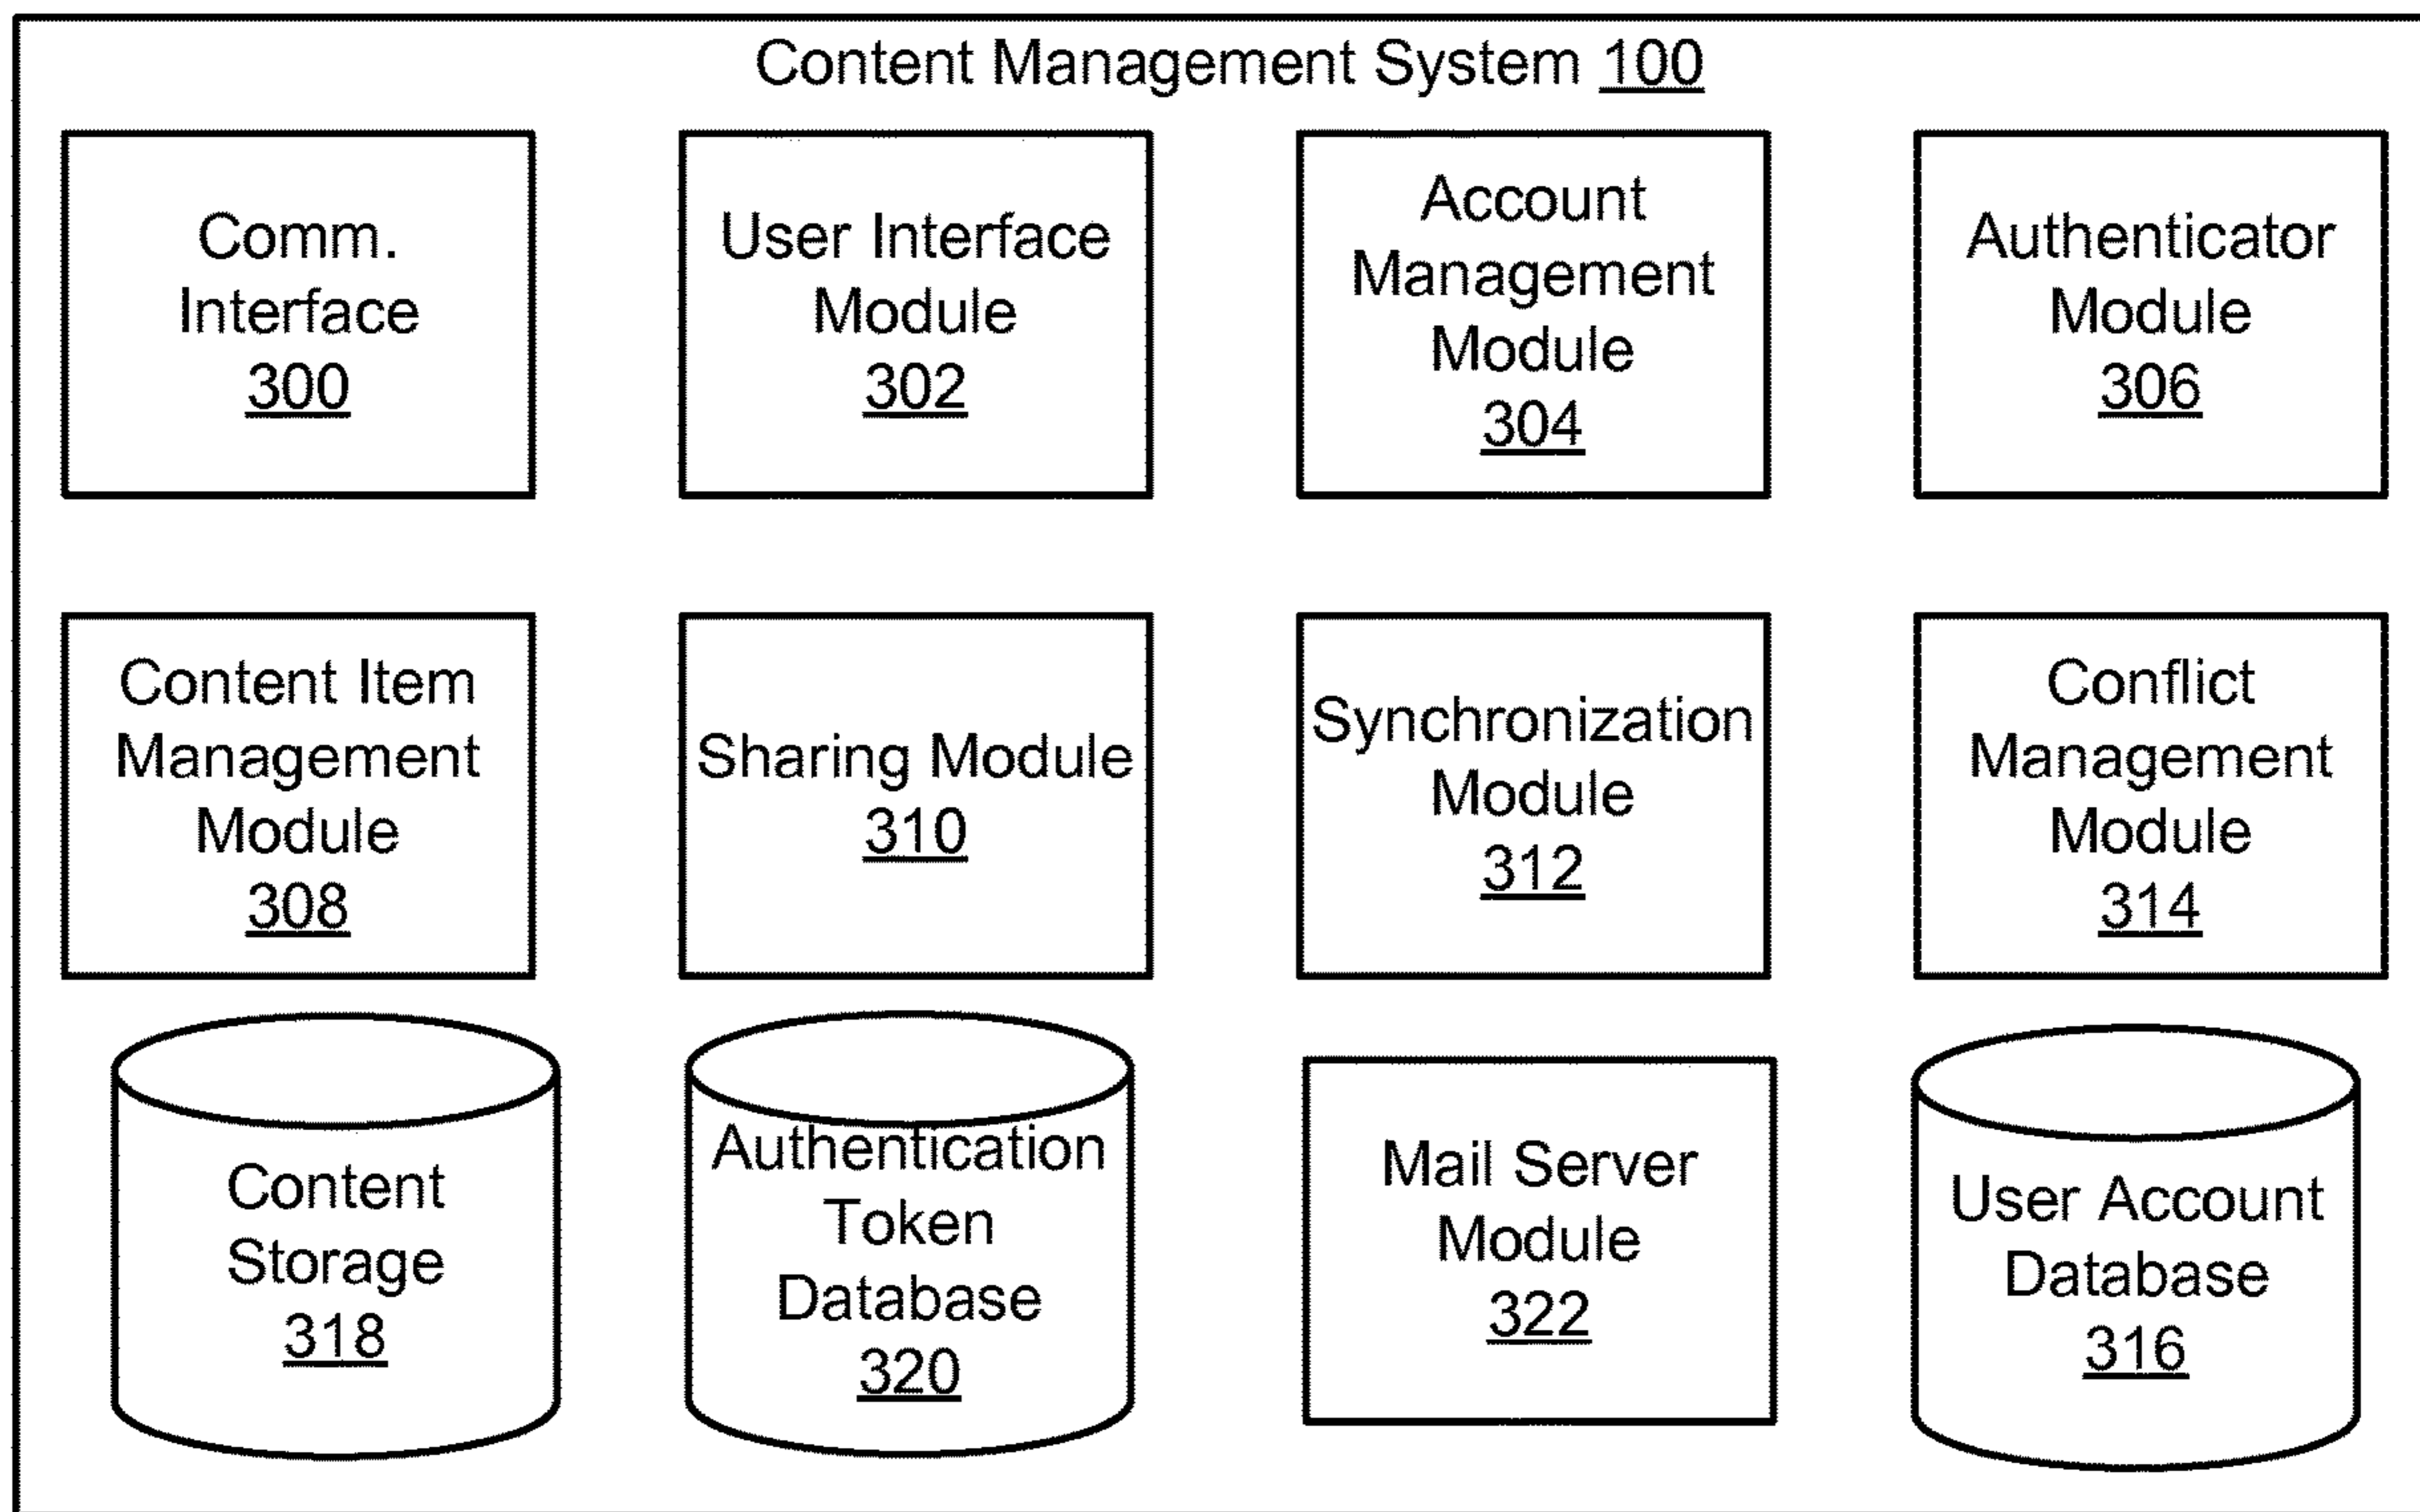 Content Management System 100
Comm.
Interface
300
User Interface
Module
302
Account
Management
Module
304
Authenticator
Module
306
Content Item
Management
Module
308
Sharing Module
310
Synchronization
Module
312
Conflict
Management
Module
314
Content
Storage
318
Authentication
Token
Database
320
Mail Server
Module
322
User Account
Database
316